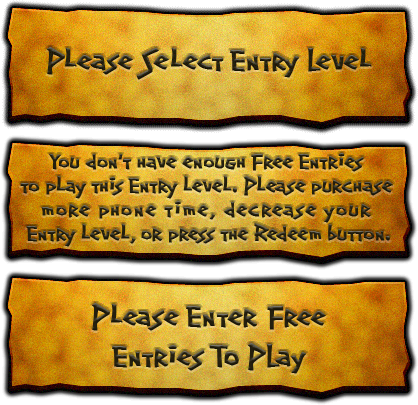 Please Select Entry Level
You don't have enough Free Entries
to play this Entry Level. Please purchase
more phone time, decrease your
Entry Level, or press the Redeem button.
Please Enter Free
Entries To Play